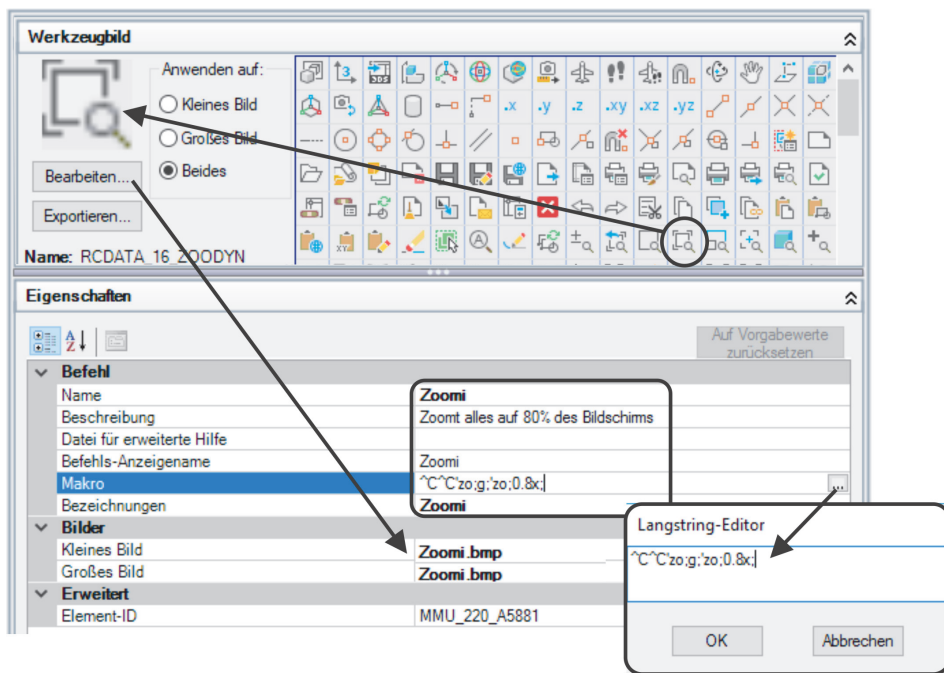 Werkzeugbild
Anwenden auf:
Kleines Bild
Großes Bild
Beides
Bearbeiten...
Exportieren...
Name: RCDATA_16_ZOODYN
Eigenschaften
Auf Vorgabewerte
zurücksetzen
Befehl
Name Zoomi
Beschreibung Zoomt alles auf 80% des Bildschirms
Datei für erweiterte Hilfe
Befehls-Anzeigename Zoomi
Makro ^C^C'zo;g;'zo;0.8x; ...
Bezeichnungen Zoomi
Bilder
Kleines Bild Zoomi.bmp
Großes Bild Zoomi.bmp
Erweitert
Element-ID MMU_220_A5881
Langstring-Editor
^C^C'zo;g;'zo;0.8x;
OK Abbrechen